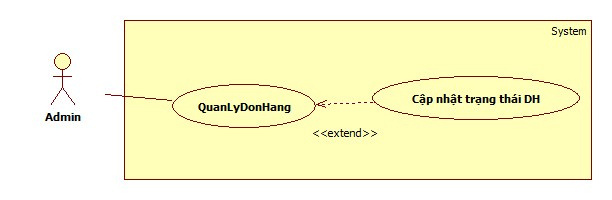 System
QuanLyDonHang
Cập nhật trạng thái DH
Admin
<<extend>>